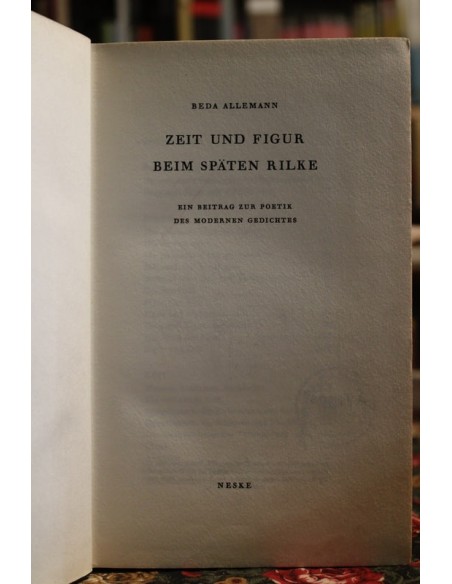 BEDA ALLEMANN
ZEIT UND FIGUR
BEIM SPÄTEN RILKE
EIN BEITRAG ZUR POETIK
DES MODERNEN GEDICHTES
NESKE